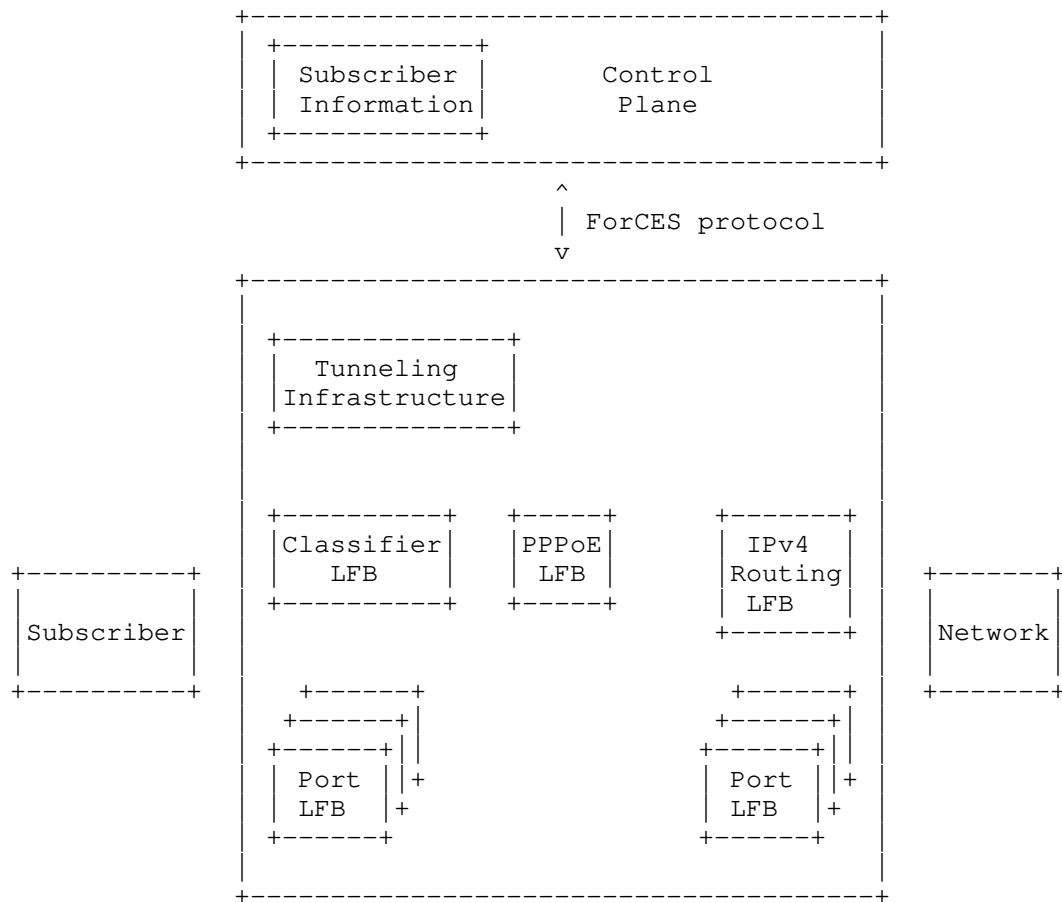 Subscriber
Information
Control
Plane
ForCES protocol
Tunneling
Infrastructure
Classifier
LFB
PPPoE
LFB
IPv4
Routing
LFB
Subscriber
Network
Port
LFB
Port
LFB